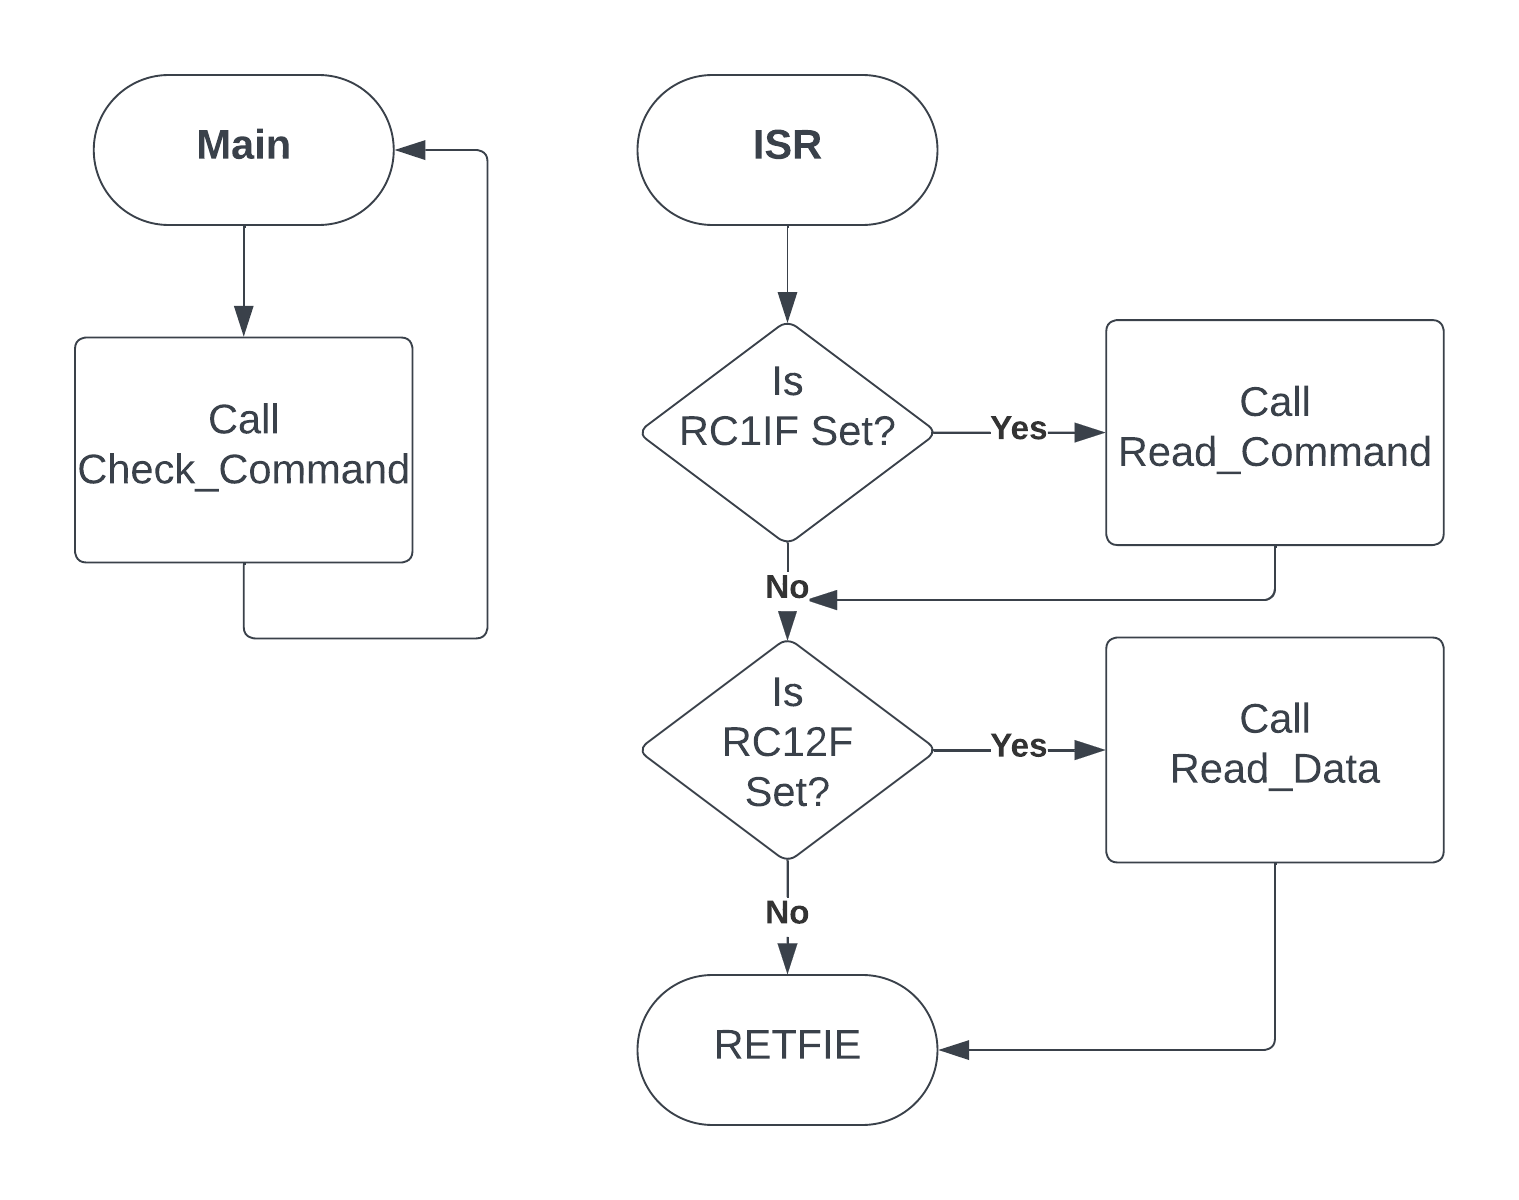 Main
Call
Check_Command
ISR
Is
RC1IF Set?
Yes
Call
Read_Command
No
Is
RC12F
Set?
Yes
Call
Read_Data
No
RETFIE